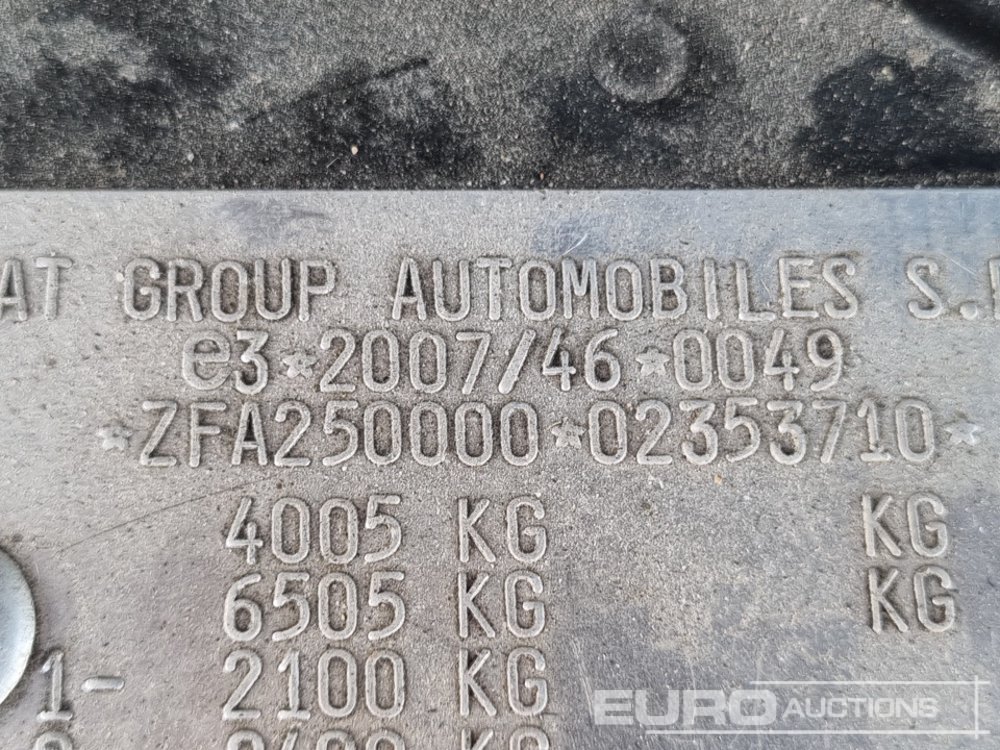 AT GROUP AUTOMOBILES S.
e3*2007/46*0049
*ZFA250000*02353710*
4005 KG KG
6505 KG KG
1- 2100 KG
EURO AUCTIONS